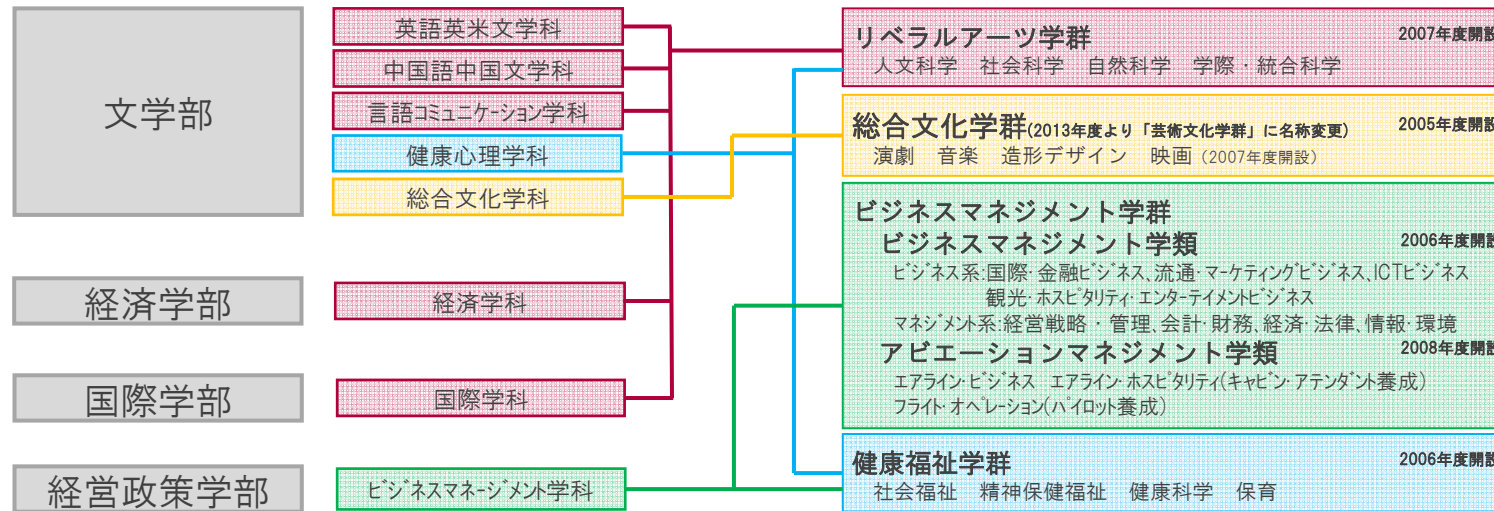 文学部
英語英米文学科
中国語中国文学科
言語コミュニケーション学科
健康心理学科
総合文化学科
経済学部
経済学科
国際学部
国際学科
経営政策学部
ビジネスマネージメント学科
リベラルアーツ学群 2007年度開設
人文科学 社会科学 自然科学 学際・統合科学
総合文化学群(2013年度より「芸術文化学群」に名称変更) 2005年度開設
演劇 音楽 造形デザイン 映画(2007年度開設)
ビジネスマネジメント学群
ビジネスマネジメント学類 2006年度開設
ビジネス系:国際・金融ビジネス、流通・マーケティングビジネス、ICTビジネス
観光・ホスピタリティ・エンターテイメントビジネス
マネジメント系:経営戦略・管理、会計・財務、経済・法律、情報・環境
アビエーションマネジメント学類 2008年度開設
エアライン・ビジネス エアライン・ホスピタリティ(キャビン・アテンダント養成)
フライト・オペレーション(パイロット養成)
健康福祉学群 2006年度開設
社会福祉 精神保健福祉 健康科学 保育